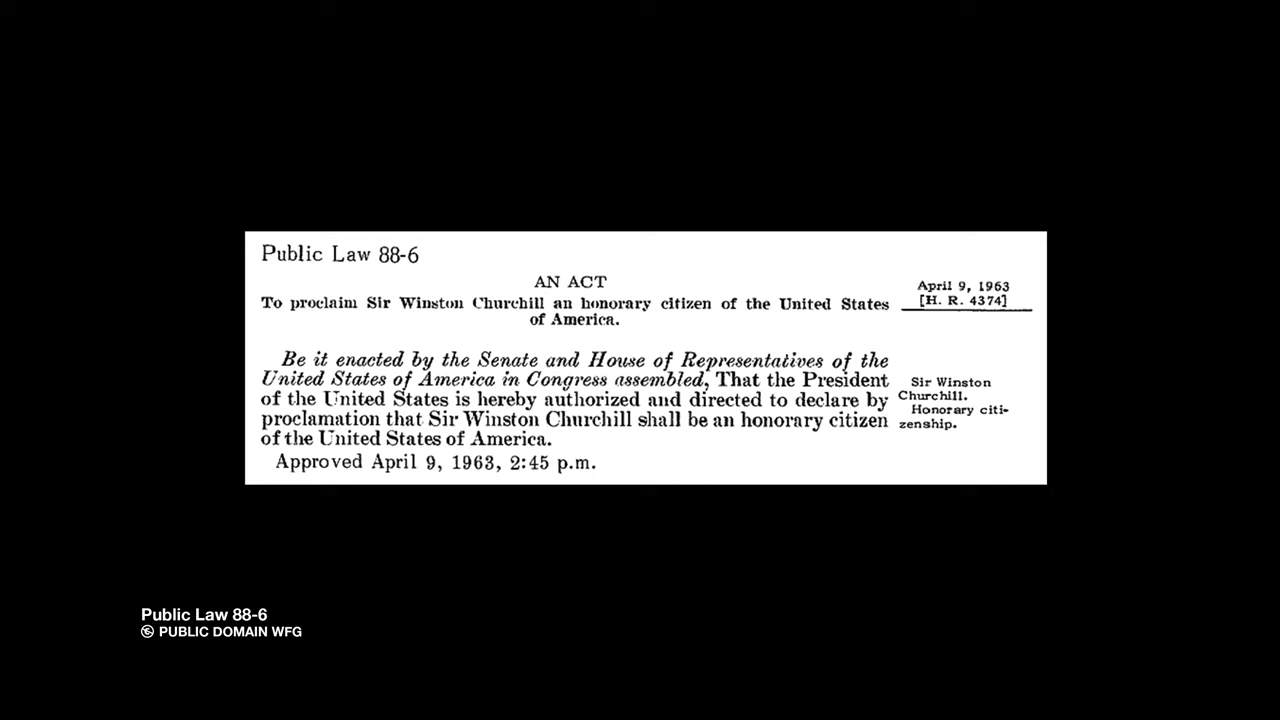 Public Law 88-6
AN ACT
To proclaim Sir Winston Churchill an honorary citizen of the United States
of America.
April 9, 1963
[H. R. 4374]
Be it enacted by the Senate and House of Representatives of the
United States of America in Congress assembled, That the President
of the United States is hereby authorized and directed to declare by
proclamation that Sir Winston Churchill shall be an honorary citizen
of the United States of America.
Sir Winston
Churchill.
Honorary citi-
zenship.
Approved April 9, 1963, 2:45 p.m.
Public Law 88-6
PUBLIC DOMAIN WFG